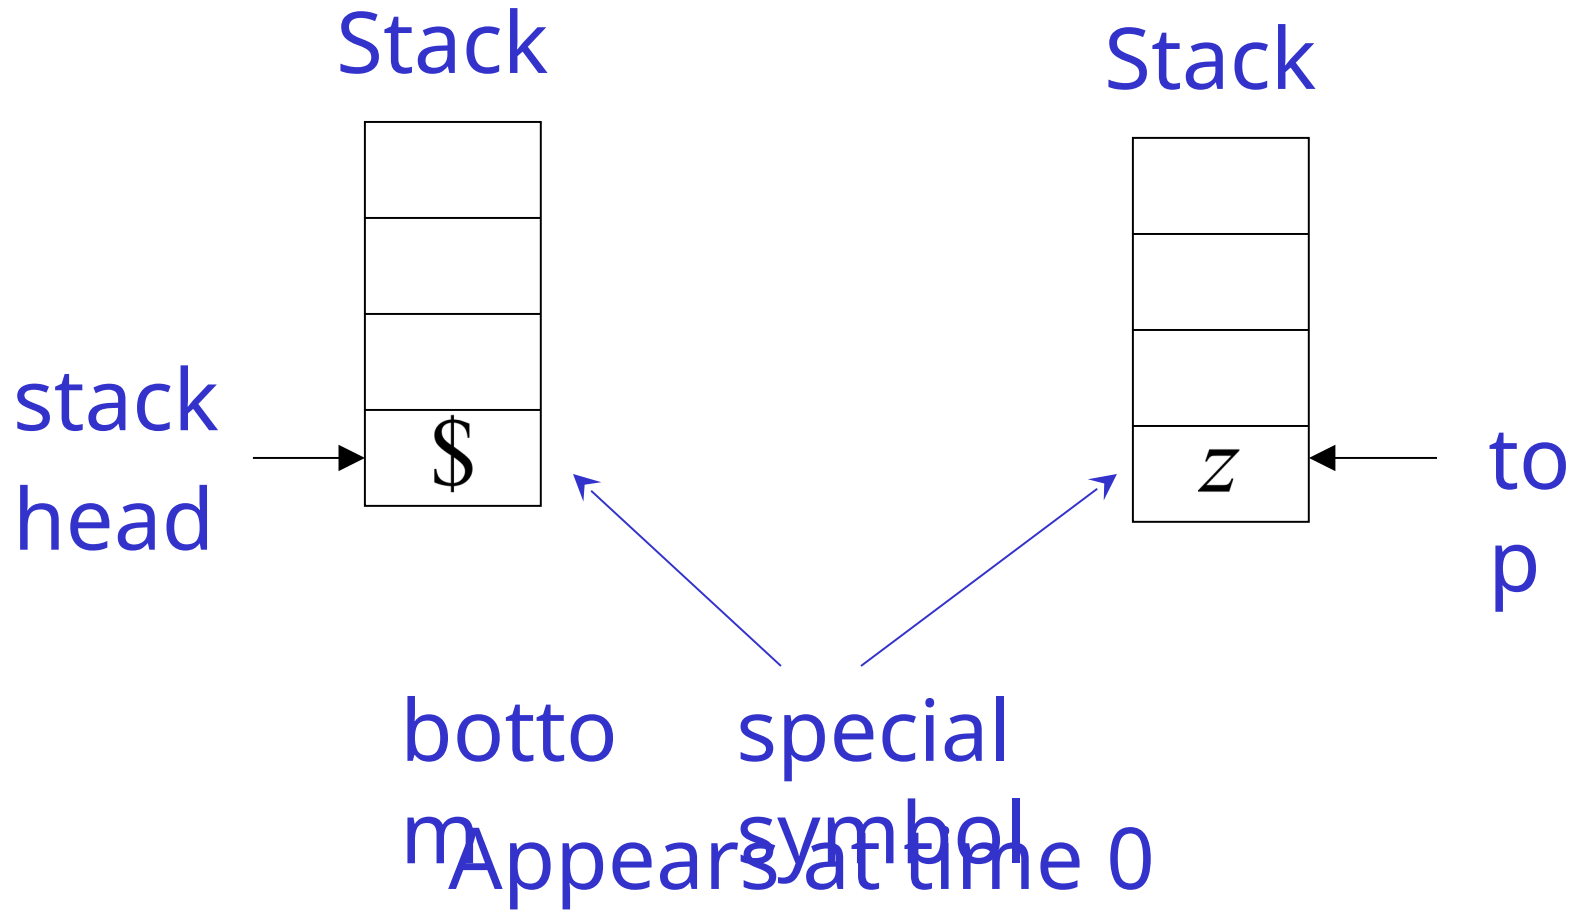 Stack
Stack
stack
head
$
z
to
p
botto
m
special
symbol
Appears at time 0